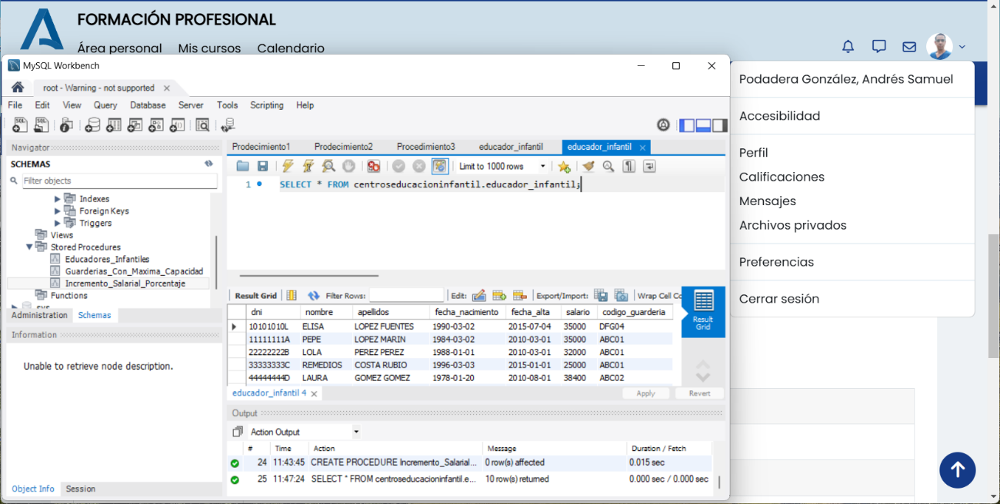 FORMACIÓN PROFESIONAL
Área personal Mis cursos Calendario
MySQL Workbench
root - Warning - not supported
File Edit View Query Database Server Tools Scripting Help
Navigator
SCHEMAS
Filter objects
Indexes
Foreign Keys
Triggers
Views
Stored Procedures
Educadores_Infantiles
Guarderias_Con_Maxima_Capacidad
Incremento_Salarial_Porcentaje
Functions
sys
Administration Schemas
Information
Unable to retrieve node description.
Object Info Session
Prodecimiento1 Prodecimiento2 Procedimiento3 educador_infantil educador_infantil
Limit to 1000 rows
1 SELECT * FROM centroseducacioninfantil.educador_infantil;
Result Grid Filter Rows: Edit: Export/Import: Wrap Cell Co
dni nombre apellidos fecha_nacimiento fecha_alta salario codigo_guarderia
10101010L ELISA LOPEZ FUENTES 1990-03-02 2015-07-04 35000 DFG04
11111111A PEPE LOPEZ MARIN 1984-03-02 2010-03-01 35000 ABC01
22222222B LOLA PEREZ PEREZ 1988-01-01 2010-03-01 32000 ABC01
33333333C REMEDIOS COSTA RUBIO 1996-03-03 2015-01-01 25000 ABC01
44444444D LAURA GOMEZ GOMEZ 1978-01-20 2010-08-01 38400 ABC02
Result
Grid
educador_infantil 4 Apply Revert
Output
Action Output
# Time Action Message Duration / Fetch
24 11:43:45 CREATE PROCEDURE Incremento_Salarial... 0 row(s) affected 0.015 sec
25 11:47:24 SELECT * FROM centroseducacioninfantil.e... 10 row(s) returned 0.000 sec / 0.000 sec
Podadera González, Andrés Samuel
Accesibilidad
Perfil
Calificaciones
Mensajes
Archivos privados
Preferencias
Cerrar sesión